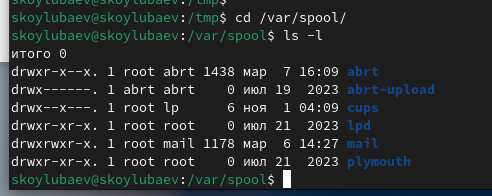 skoylubaev@skoylubaev:/tmp$
skoylubaev@skoylubaev:/tmp$ cd /var/spool/
skoylubaev@skoylubaev:/var/spool$ ls -l
итого 0
drwxr-x--x. 1 root abrt 1438 мар  7 16:09 abrt
drwx------. 1 abrt abrt    0 июл 19  2023 abrt-upload
drwx--x---. 1 root lp      6 ноя  1 04:09 cups
drwxr-xr-x. 1 root root    0 июл 21  2023 lpd
drwxrwxr-x. 1 root mail 1178 мар  6 14:27 mail
drwxr-xr-x. 1 root root    0 июл 21  2023 plymouth
skoylubaev@skoylubaev:/var/spool$